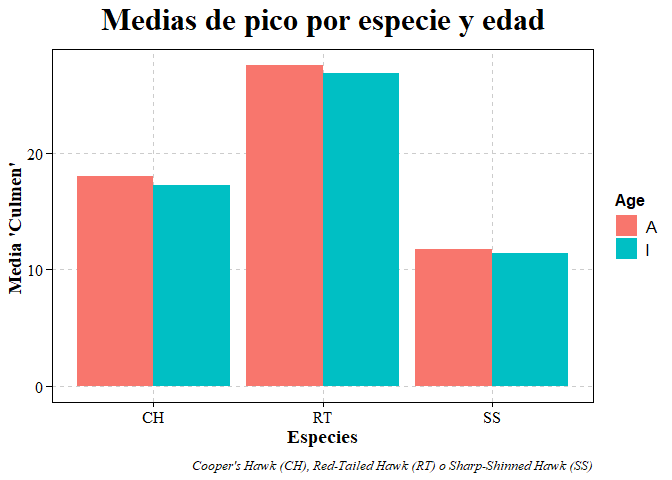 Medias de pico por especie y edad
Media 'Culmen'
20
10
0
CH
RT
SS
Especies
Age
A
I
Cooper's Hawk (CH), Red-Tailed Hawk (RT) o Sharp-Shinned Hawk (SS)